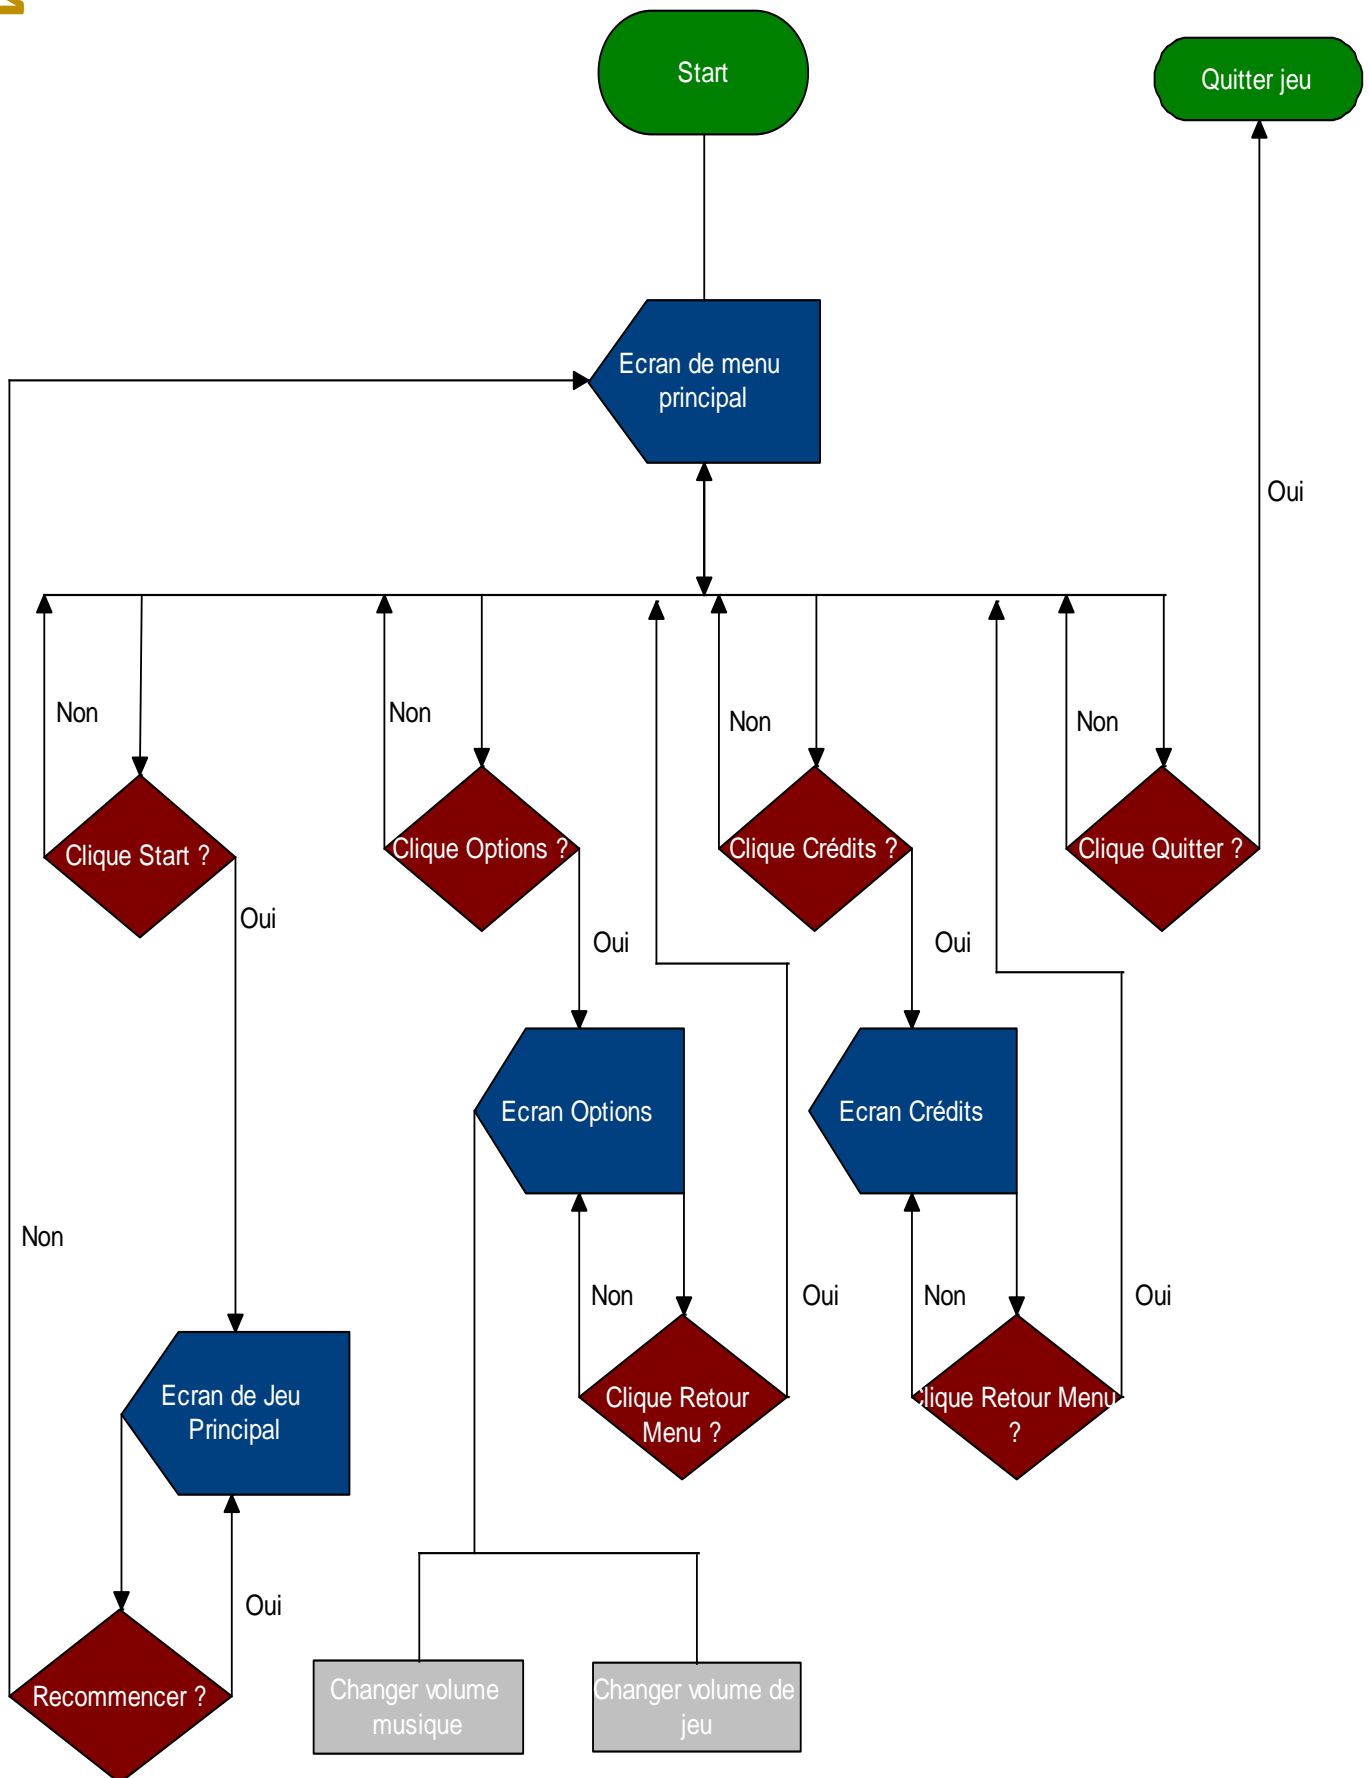 Start
Quitter jeu
Ecran de menu
principal
Oui
Non
Non
Non
Non
Clique Start ?
Clique Options ?
Clique Crédits ?
Clique Quitter ?
Oui
Oui
Oui
Ecran Options
Ecran Crédits
Non
Non
Oui
Non
Oui
Ecran de Jeu
Principal
Clique Retour
Menu ?
Clique Retour Menu
?
Oui
Recommencer ?
Changer volume
musique
Changer volume de
jeu